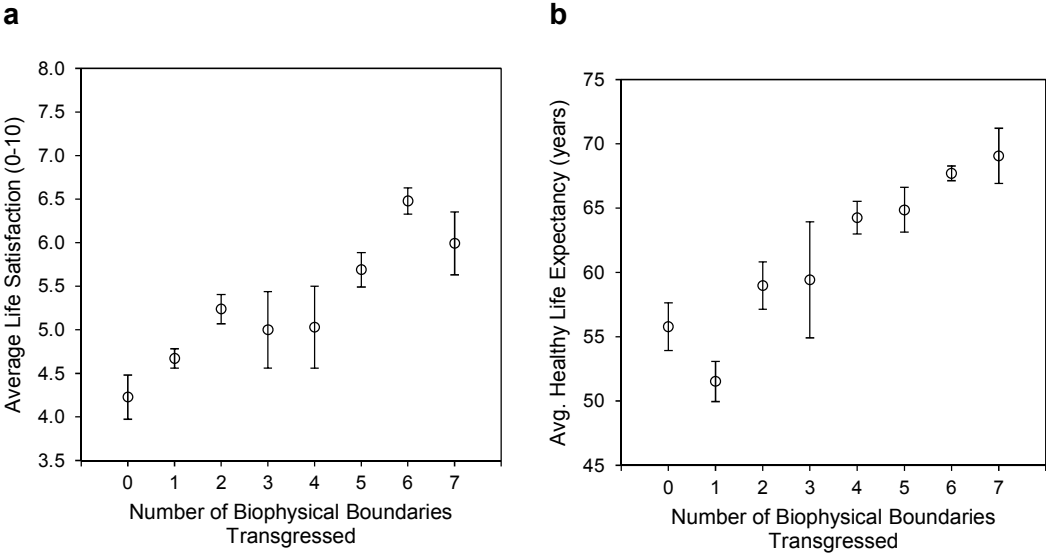 a
8.0
7.5
7.0
6.5
6.0
5.5
5.0
4.5
4.0
3.5
Average Life Satisfaction (0-10)
0 1 2 3 4 5 6 7
Number of Biophysical Boundaries
Transgressed
b
75
70
65
60
55
50
45
Avg. Healthy Life Expectancy (years)
0 1 2 3 4 5 6 7
Number of Biophysical Boundaries
Transgressed